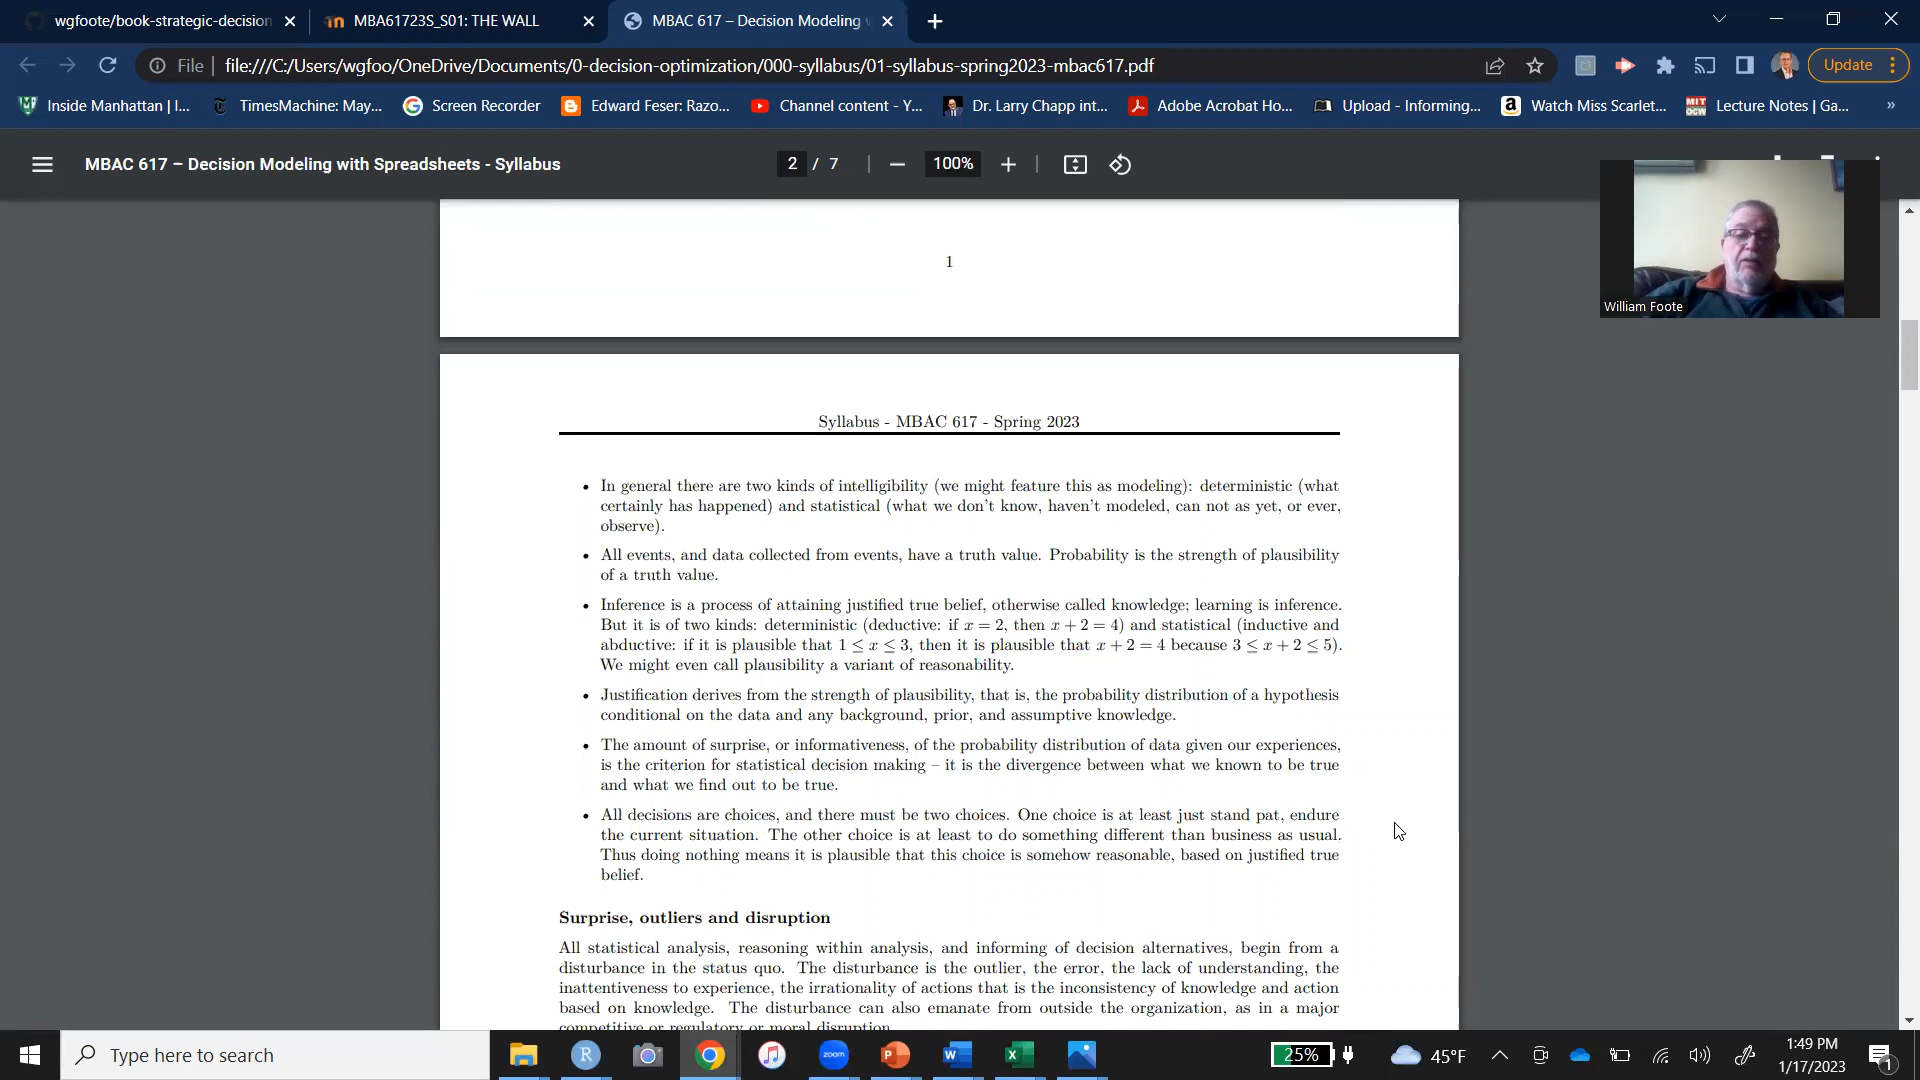 wgfoote/book-strategic-decision
MBA61723S_S01: THE WALL
MBAC 617 – Decision Modeling w
File
file:///C:/Users/wgfoo/OneDrive/Documents/0-decision-optimization/000-syllabus/01-syllabus-spring2023-mbac617.pdf
Update
Inside Manhattan | I...
TimesMachine: May...
Screen Recorder
Edward Feser: Razo...
Channel content - Y...
Dr. Larry Chapp int...
Adobe Acrobat Ho...
Upload - Informing...
Watch Miss Scarlet...
MIT OCW
Lecture Notes | Ga...
»
MBAC 617 – Decision Modeling with Spreadsheets - Syllabus
2 / 7
100%
William Foote
1
Syllabus - MBAC 617 - Spring 2023
• In general there are two kinds of intelligibility (we might feature this as modeling): deterministic (what
certainly has happened) and statistical (what we don't know, haven't modeled, can not as yet, or ever,
observe).
• All events, and data collected from events, have a truth value. Probability is the strength of plausibility
of a truth value.
• Inference is a process of attaining justified true belief, otherwise called knowledge; learning is inference.
But it is of two kinds: deterministic (deductive: if x = 2, then x + 2 = 4) and statistical (inductive and
abductive: if it is plausible that 1 ≤ x ≤ 3, then it is plausible that x + 2 = 4 because 3 ≤ x + 2 ≤ 5).
We might even call plausibility a variant of reasonability.
• Justification derives from the strength of plausibility, that is, the probability distribution of a hypothesis
conditional on the data and any background, prior, and assumptive knowledge.
• The amount of surprise, or informativeness, of the probability distribution of data given our experiences,
is the criterion for statistical decision making – it is the divergence between what we known to be true
and what we find out to be true.
• All decisions are choices, and there must be two choices. One choice is at least just stand pat, endure
the current situation. The other choice is at least to do something different than business as usual.
Thus doing nothing means it is plausible that this choice is somehow reasonable, based on justified true
belief.
Surprise, outliers and disruption
All statistical analysis, reasoning within analysis, and informing of decision alternatives, begin from a
disturbance in the status quo. The disturbance is the outlier, the error, the lack of understanding, the
inattentiveness to experience, the irrationality of actions that is the inconsistency of knowledge and action
based on knowledge. The disturbance can also emanate from outside the organization, as in a major
competitive or regulatory or moral disruption.
Type here to search
R
zoom
25%
45°F
1:49 PM
1/17/2023
1